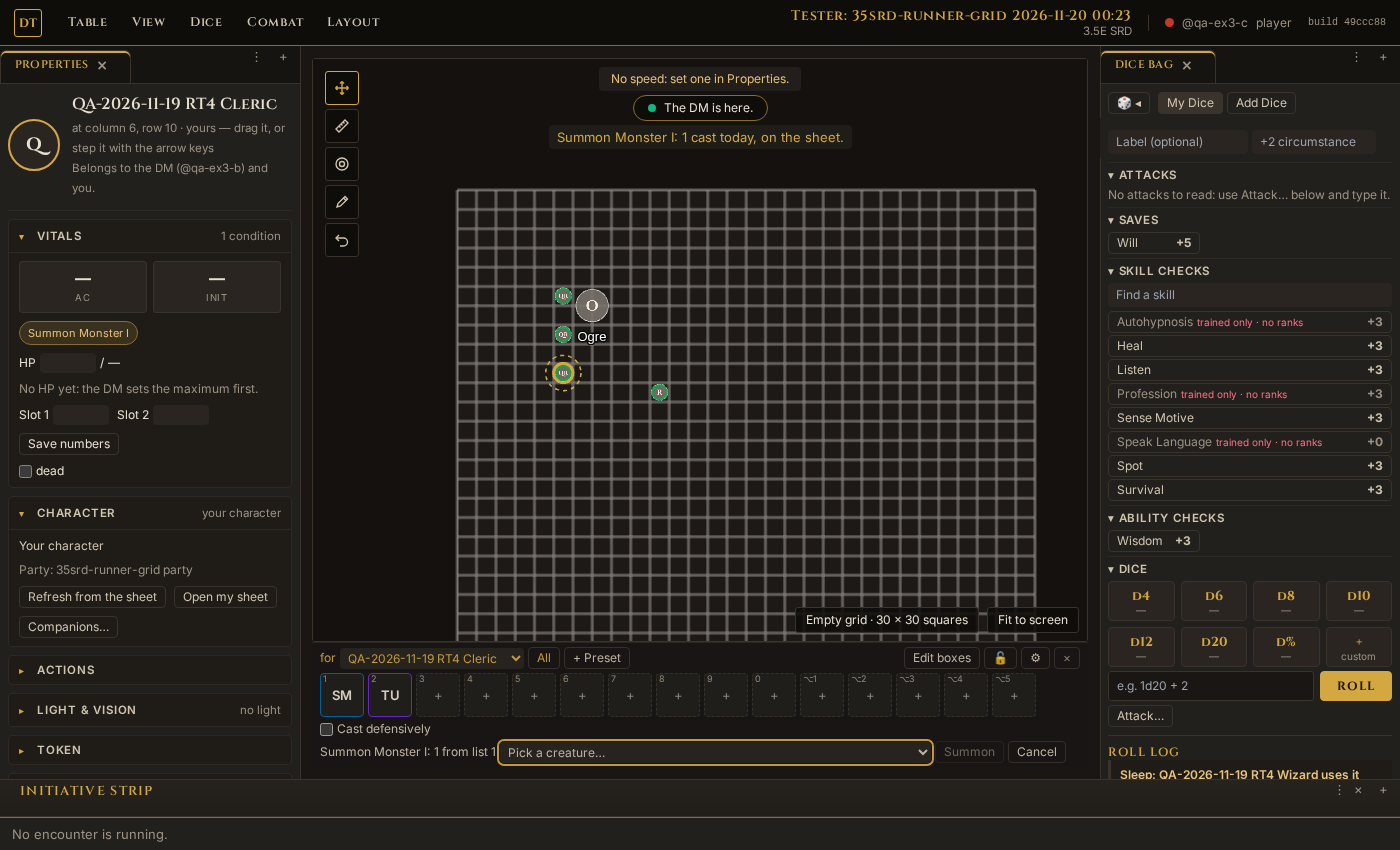 DT
Table View Dice Combat Layout
Tester: 35srd-runner-grid 2026-11-20 00:23
3.5E SRD
@qa-ex3-c player
build 49ccc88
Properties
QA-2026-11-19 RT4 Cleric
Q
at column 6, row 10 · yours — drag it, or
step it with the arrow keys
Belongs to the DM (@qa-ex3-b) and
you.
VITALS 1 condition
— —
AC INIT
Summon Monster I
HP / —
No HP yet: the DM sets the maximum first.
Slot 1 Slot 2
Save numbers
dead
CHARACTER your character
Your character
Party: 35srd-runner-grid party
Refresh from the sheet Open my sheet
Companions...
ACTIONS
LIGHT & VISION no light
TOKEN
No speed: set one in Properties.
The DM is here.
Summon Monster I: 1 cast today, on the sheet.
O
Ogre
R
Empty grid · 30 × 30 squares Fit to screen
for QA-2026-11-19 RT4 Cleric All + Preset Edit boxes
1 2 3 4 5 6 7 8 9 0 ⌥1 ⌥2 ⌥3 ⌥4 ⌥5
SM TU + + + + + + + + + + + + +
Cast defensively
Summon Monster I: 1 from list 1 Pick a creature... Summon Cancel
Dice Bag
My Dice Add Dice
Label (optional) +2 circumstance
ATTACKS
No attacks to read: use Attack... below and type it.
SAVES
Will +5
SKILL CHECKS
Find a skill
Autohypnosis trained only · no ranks +3
Heal +3
Listen +3
Profession trained only · no ranks +3
Sense Motive +3
Speak Language trained only · no ranks +0
Spot +3
Survival +3
ABILITY CHECKS
Wisdom +3
DICE
D4 D6 D8 D10
— — — —
D12 D20 D% +
— — — custom
e.g. 1d20 + 2 ROLL
Attack...
Roll Log
Sleep: QA-2026-11-19 RT4 Wizard uses it
Initiative Strip
No encounter is running.